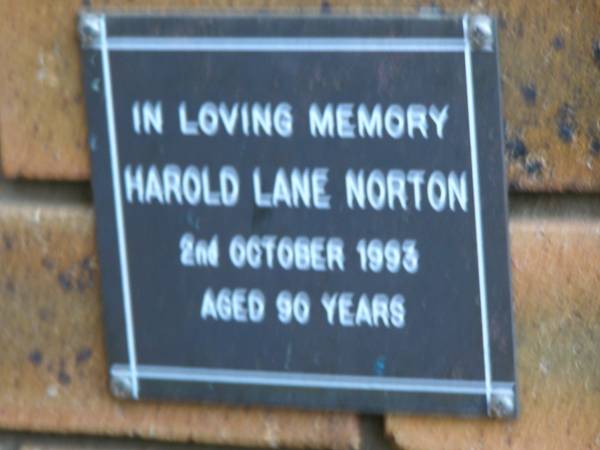 IN LOVING MEMORY
HAROLD LANE NORTON
2nd OCTOBER 1993
AGED 90 YEARS